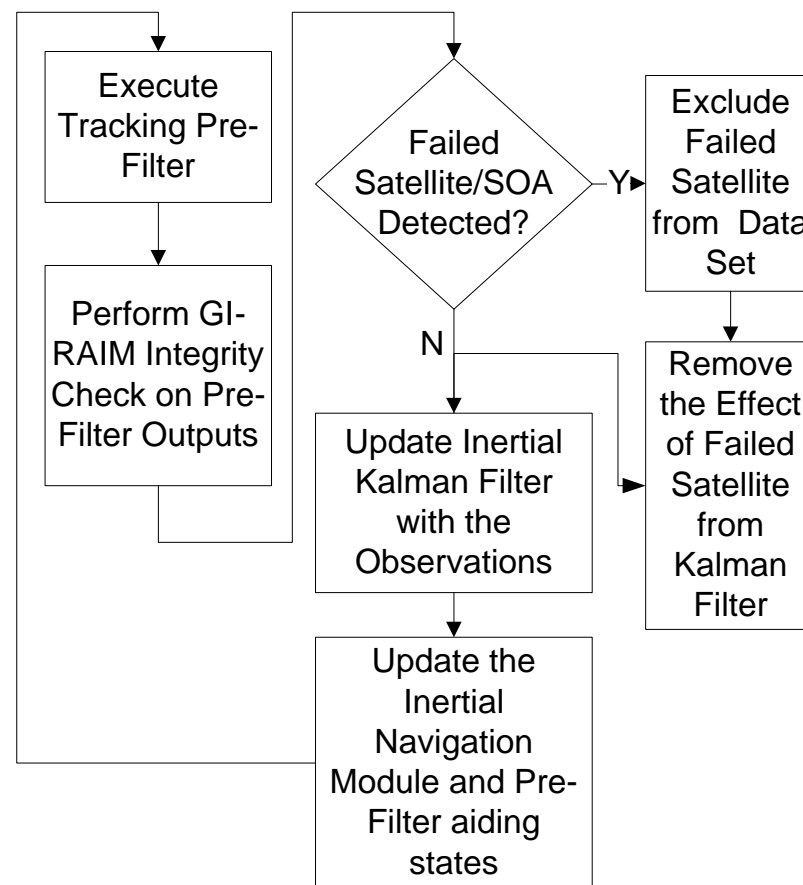 Execute
Tracking Pre-
Filter
Perform GI-
RAIM Integrity
Check on Pre-
Filter Outputs
Failed
Satellite/SOA
Detected?
Y
N
Exclude
Failed
Satellite
from Data
Set
Remove
the Effect
of Failed
Satellite
from
Kalman
Filter
Update Inertial
Kalman Filter
with the
Observations
Update the
Inertial
Navigation
Module and Pre-
Filter aiding
states